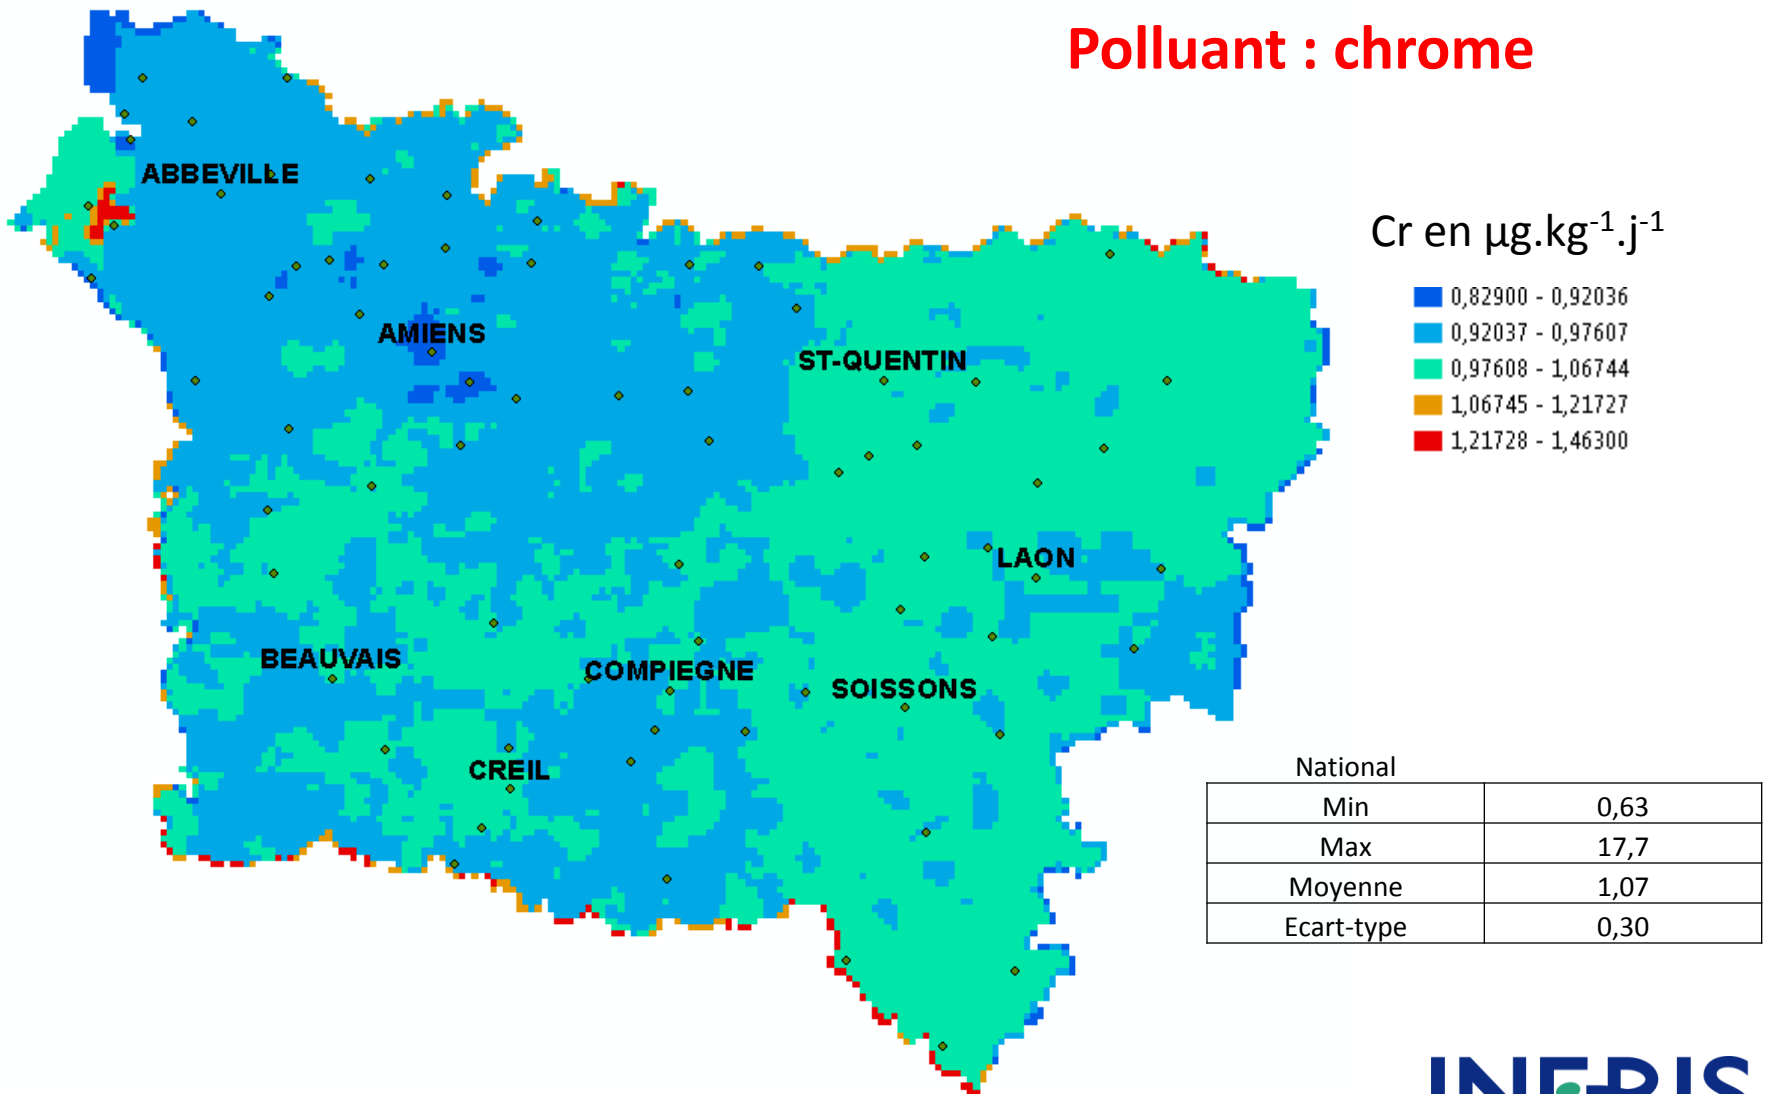 Polluant : chrome
ABBEVILLE
AMIENS
ST-QUENTIN
LAON
BEAUVAIS
COMPIEGNE
SOISSONS
CREIL
Cr en µg.kg⁻¹.j⁻¹
0,82900 - 0,92036
0,92037 - 0,97607
0,97608 - 1,06744
1,06745 - 1,21727
1,21728 - 1,46300
National
Min 0,63
Max 17,7
Moyenne 1,07
Ecart-type 0,30
INERIS